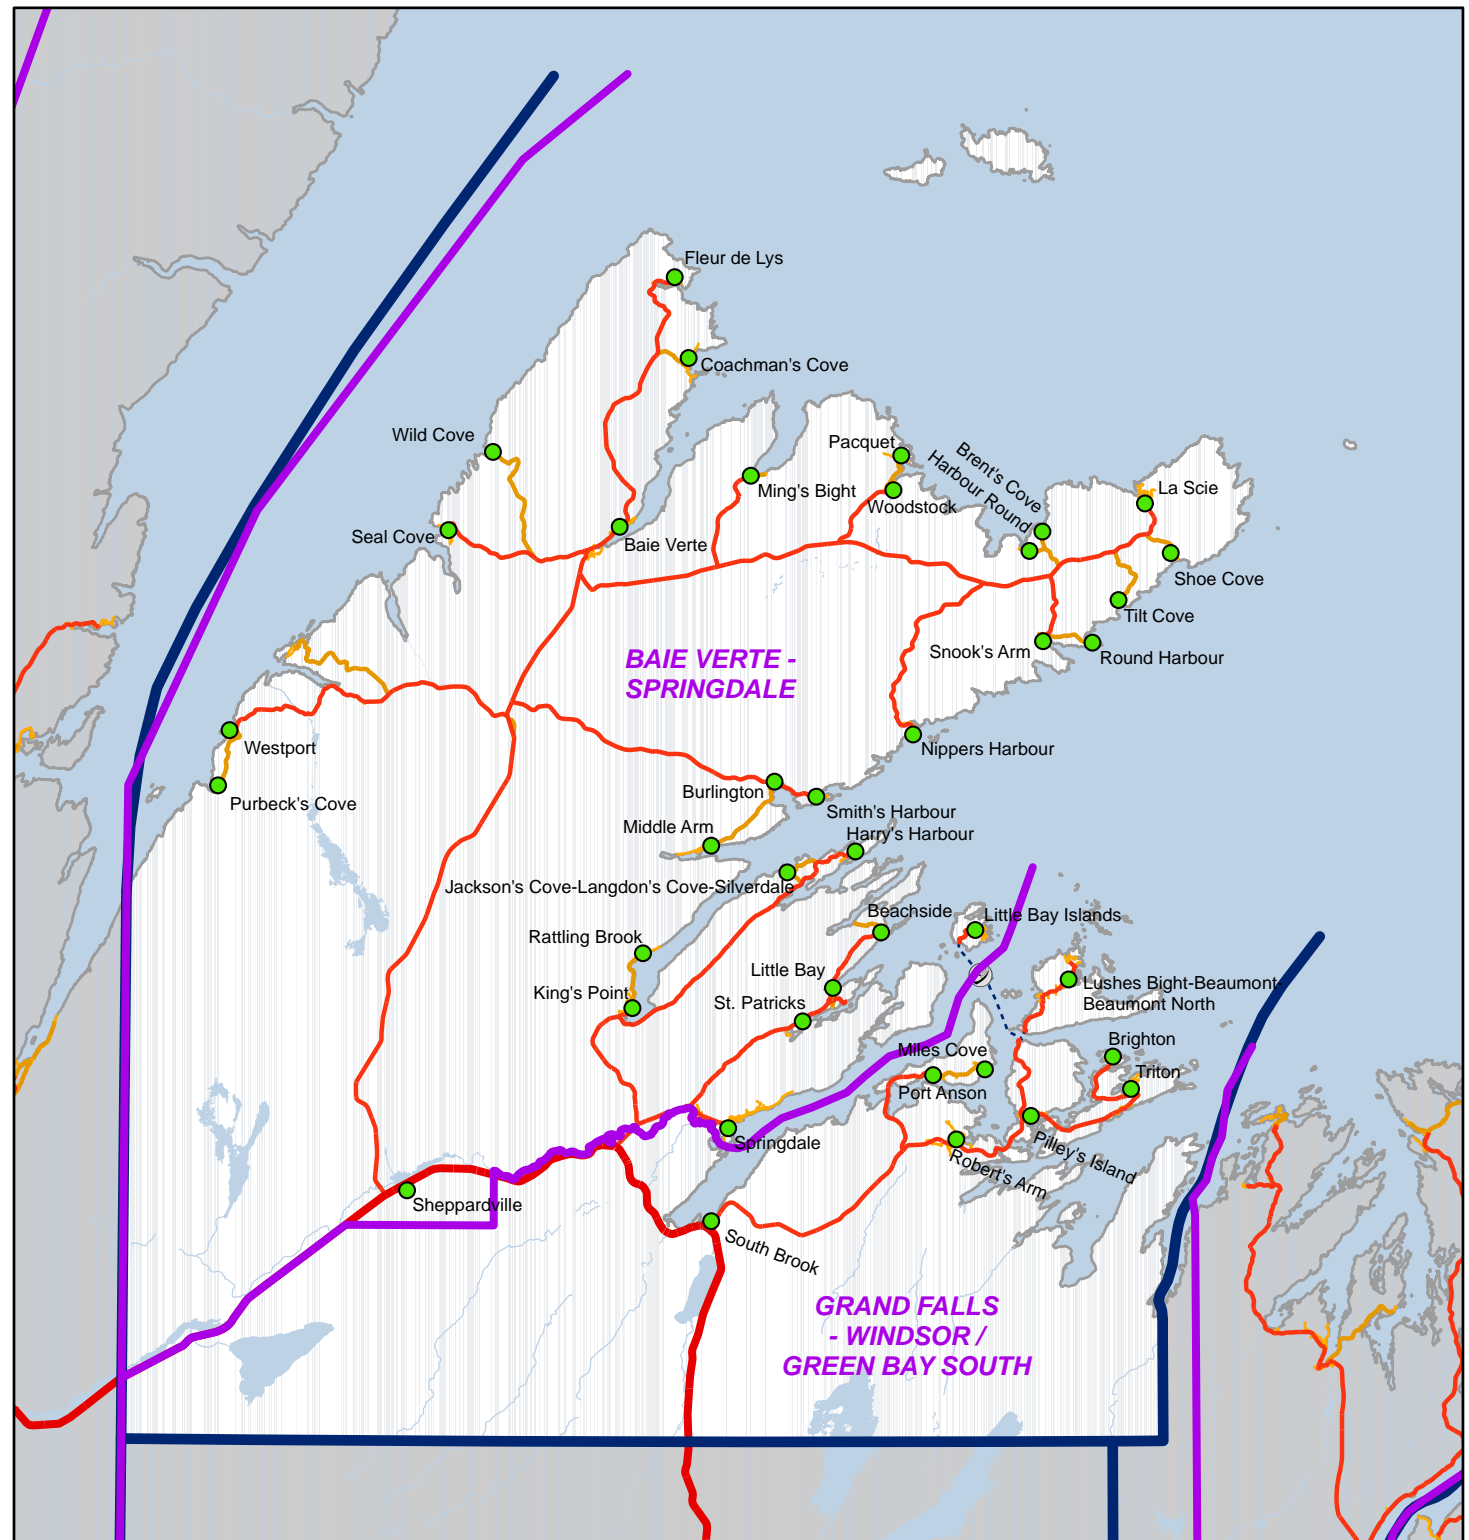 Fleur de Lys
Coachman's Cove
Wild Cove
Pacquet
Brent's Cove
Harbour Round
Ming's Bight
La Scie
Woodstock
Seal Cove
Baie Verte
Shoe Cove
Tilt Cove
Snook's Arm
Round Harbour
BAIE VERTE -
SPRINGDALE
Westport
Nippers Harbour
Burlington
Purbeck's Cove
Smith's Harbour
Middle Arm
Harry's Harbour
Jackson's Cove-Langdon's Cove-Silverdale
Beachside
Little Bay Islands
Rattling Brook
Little Bay
Lushes Bight-Beaumont-
Beaumont North
King's Point
St. Patricks
Brighton
Miles Cove
Triton
Port Anson
Springdale
Pilley's Island
Robert's Arm
Sheppardville
South Brook
GRAND FALLS
- WINDSOR /
GREEN BAY SOUTH